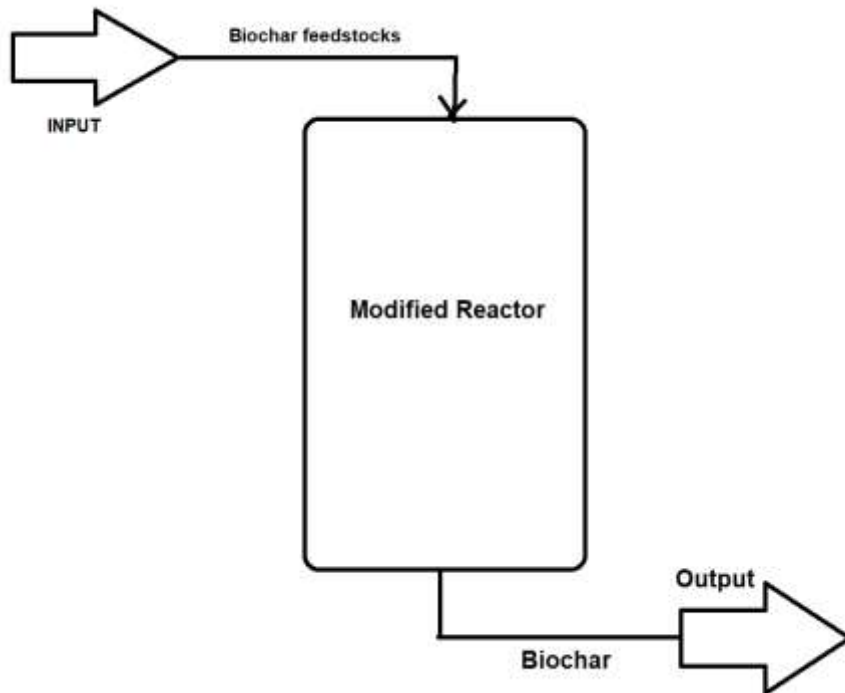 Biochar feedstocks
INPUT
Modified Reactor
Output
Biochar